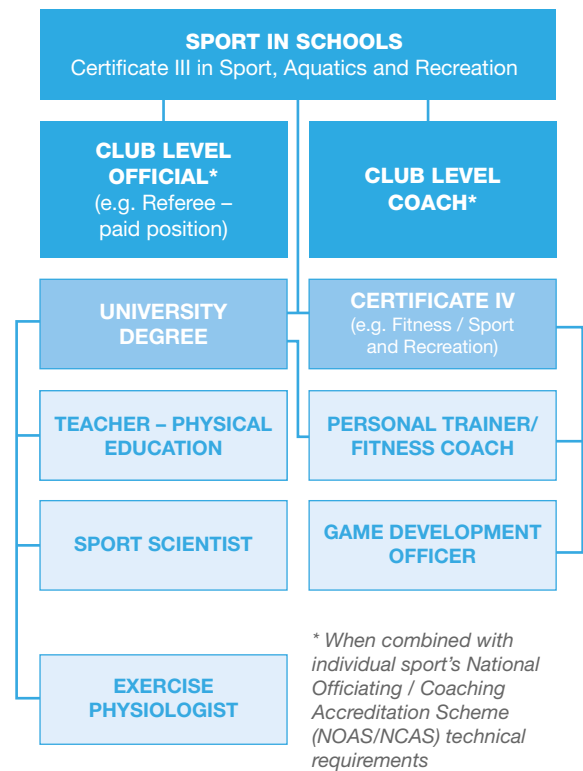 SPORT IN SCHOOLS
Certificate III in Sport, Aquatics and Recreation
CLUB LEVEL
OFFICIAL*
(e.g. Referee –
paid position)
CLUB LEVEL
COACH*
UNIVERSITY
DEGREE
CERTIFICATE IV
(e.g. Fitness / Sport
and Recreation)
TEACHER – PHYSICAL
EDUCATION
PERSONAL TRAINER/
FITNESS COACH
SPORT SCIENTIST
GAME DEVELOPMENT
OFFICER
EXERCISE
PHYSIOLOGIST
* When combined with
individual sport's National
Officiating / Coaching
Accreditation Scheme
(NOAS/NCAS) technical
requirements